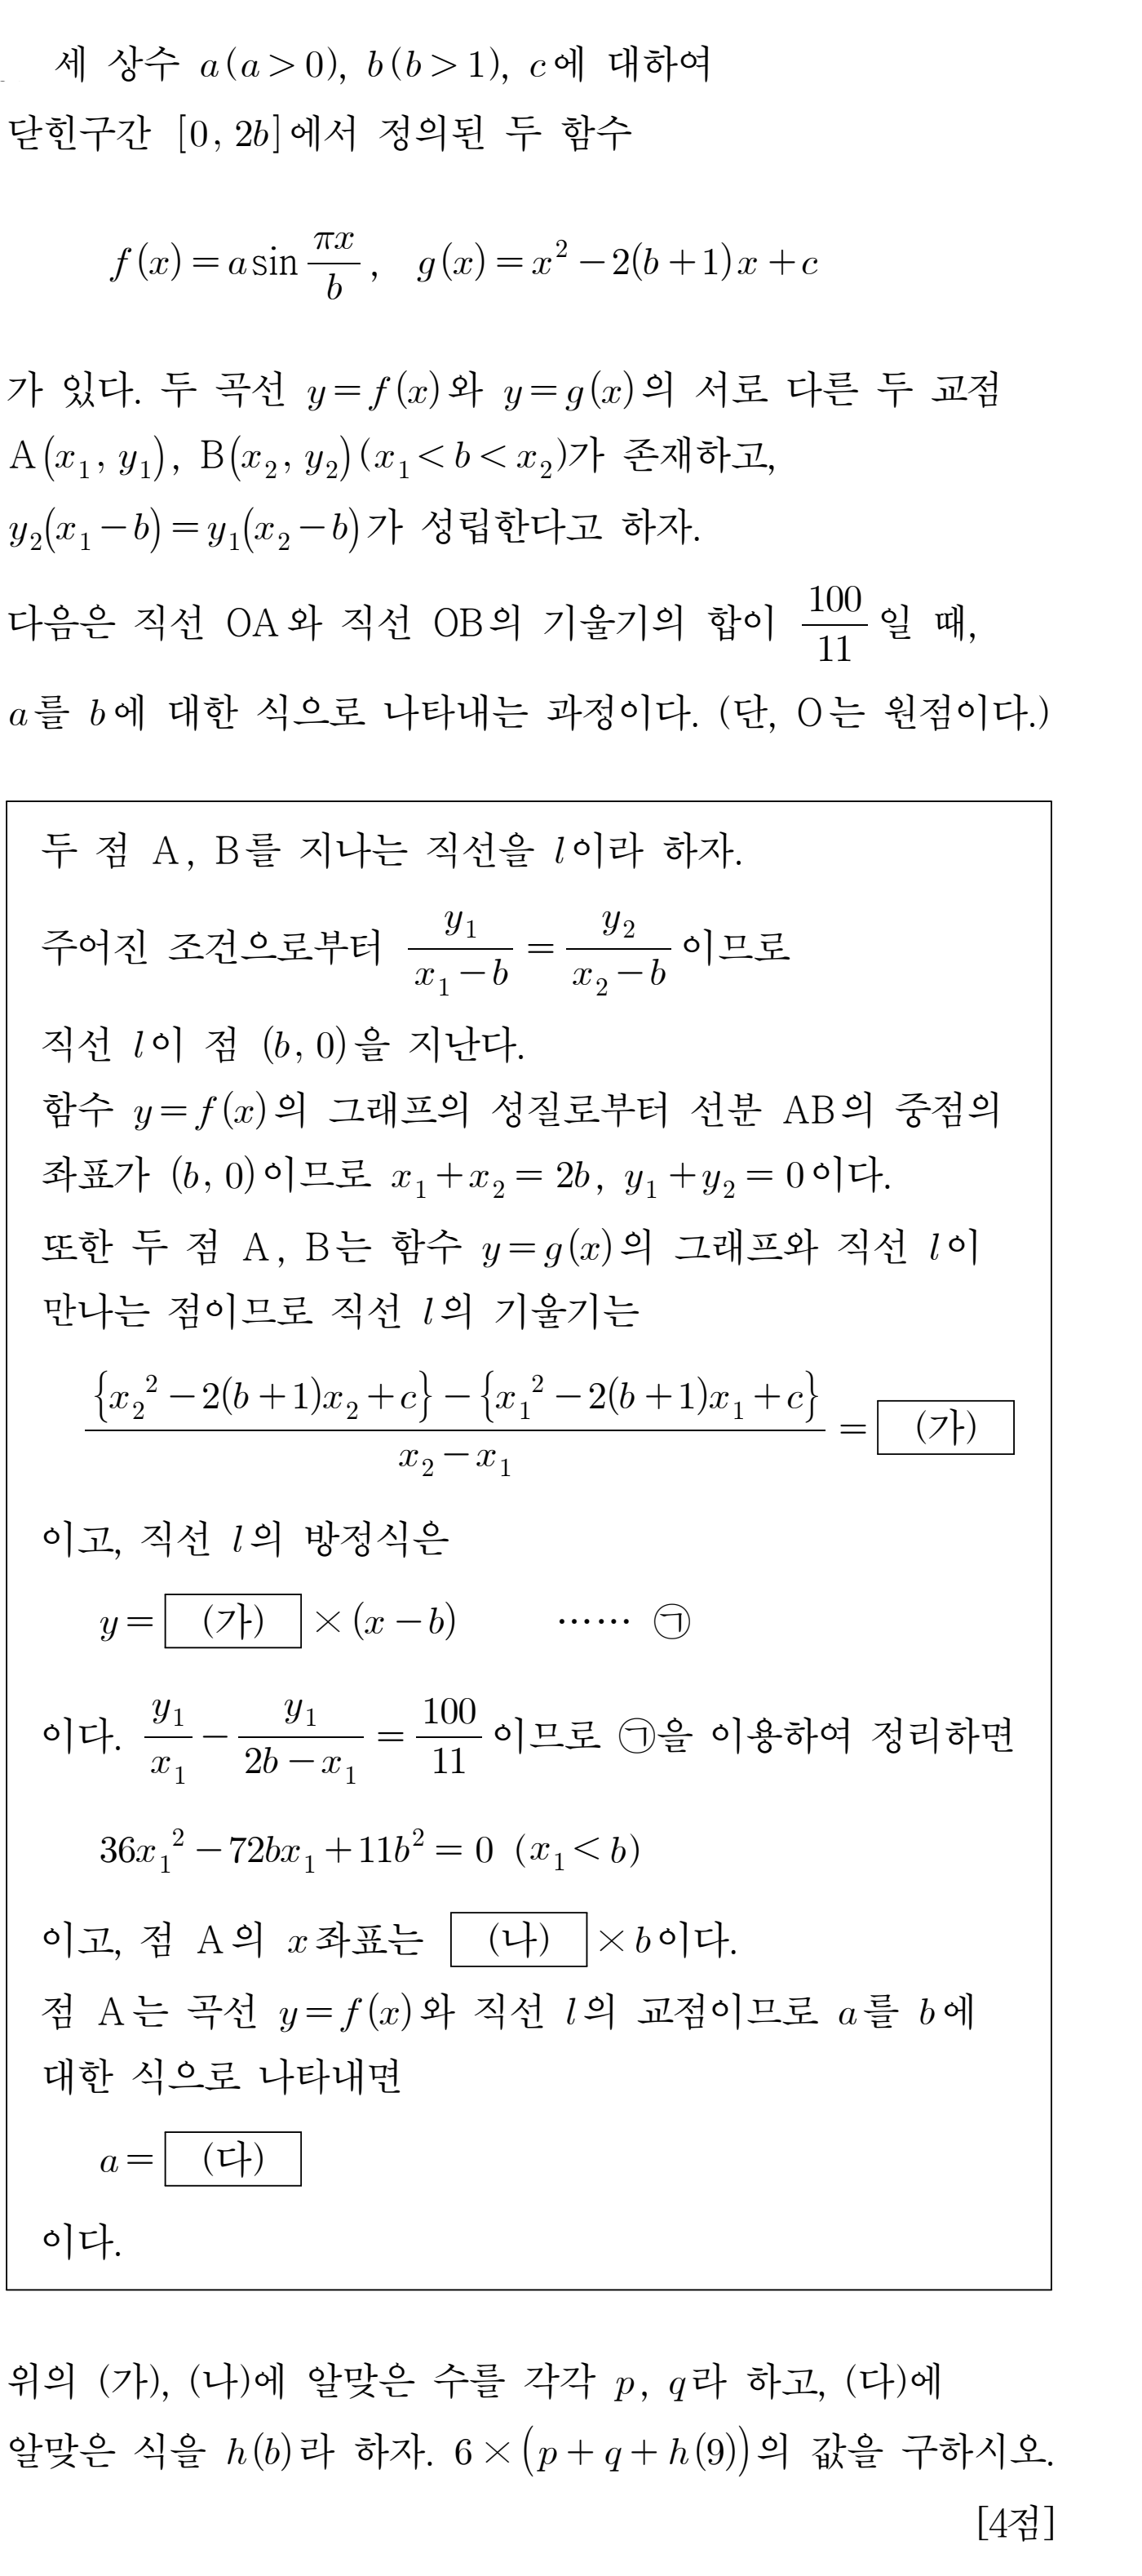 세 상수 a(a>0), b(b>1), c에 대하여
닫힌구간 [0, 2b]에서 정의된 두 함수
f(x)=a sin πx/b, g(x)=x²-2(b+1)x+c
가 있다. 두 곡선 y=f(x)와 y=g(x)의 서로 다른 두 교점
A(x₁, y₁), B(x₂, y₂)(x₁<b<x₂)가 존재하고,
y₂(x₁-b)=y₁(x₂-b)가 성립한다고 하자.
다음은 직선 OA와 직선 OB의 기울기의 합이 100/11일 때,
a를 b에 대한 식으로 나타내는 과정이다. (단, O는 원점이다.)
두 점 A, B를 지나는 직선을 l이라 하자.
주어진 조건으로부터 y₁/(x₁-b)=y₂/(x₂-b)이므로
직선 l이 점 (b, 0)을 지난다.
함수 y=f(x)의 그래프의 성질로부터 선분 AB의 중점의
좌표가 (b, 0)이므로 x₁+x₂=2b, y₁+y₂=0이다.
또한 두 점 A, B는 함수 y=g(x)의 그래프와 직선 l이
만나는 점이므로 직선 l의 기울기는
({x₂²-2(b+1)x₂+c}-{x₁²-2(b+1)x₁+c})/(x₂-x₁)= (가)
이고, 직선 l의 방정식은
y= (가) ×(x-b) …… ㉠
이다. y₁/x₁-y₁/(2b-x₁)=100/11이므로 ㉠을 이용하여 정리하면
36x₁²-72bx₁+11b²=0 (x₁<b)
이고, 점 A의 x좌표는 (나) ×b이다.
점 A는 곡선 y=f(x)와 직선 l의 교점이므로 a를 b에
대한 식으로 나타내면
a= (다)
이다.
위의 (가), (나)에 알맞은 수를 각각 p, q라 하고, (다)에
알맞은 식을 h(b)라 하자. 6×(p+q+h(9))의 값을 구하시오.
[4점]